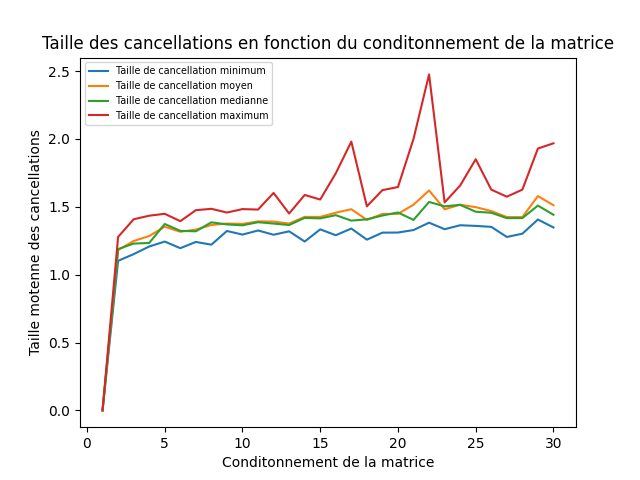 Taille des cancellations en fonction du conditonnement de la matrice
Taille de cancellation minimum
Taille de cancellation moyen
Taille de cancellation medianne
Taille de cancellation maximum
Taille motenne des cancellations
2.5
2.0
1.5
1.0
0.5
0.0
0 5 10 15 20 25 30
Conditonnement de la matrice